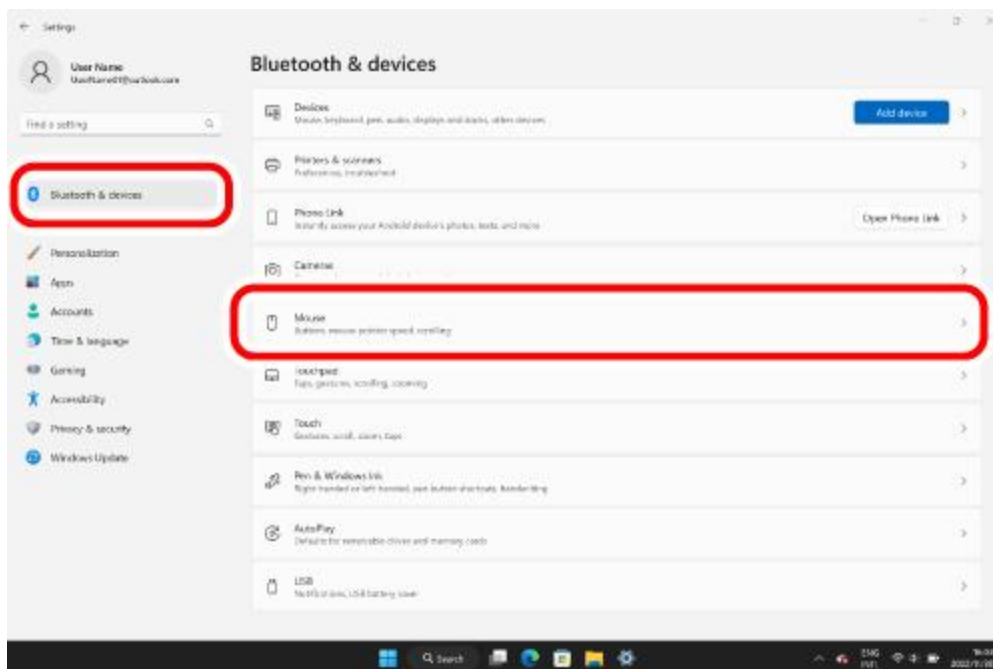 Settings
User Name
Find a setting
Bluetooth & devices
Personalization
Apps
Accounts
Time & language
Gaming
Accessibility
Privacy & security
Windows Update
Bluetooth & devices
Devices
Mouse, keyboard, pen, audio, displays and docks, other devices
Add device
Printers & scanners
Preferences, troubleshoot
Phone Link
Instantly access your Android device's photos, texts, and more
Open Phone Link
Cameras
Mouse
Buttons, mouse pointer speed, scrolling
Touchpad
Taps, gestures, scrolling, zooming
Touch
Gestures, scroll, zoom, taps
Pen & Windows Ink
Right-handed or left-handed, pen button shortcuts, handwriting
AutoPlay
Defaults for removable drives and memory cards
USB
Notifications, USB battery saver
Search
ENG